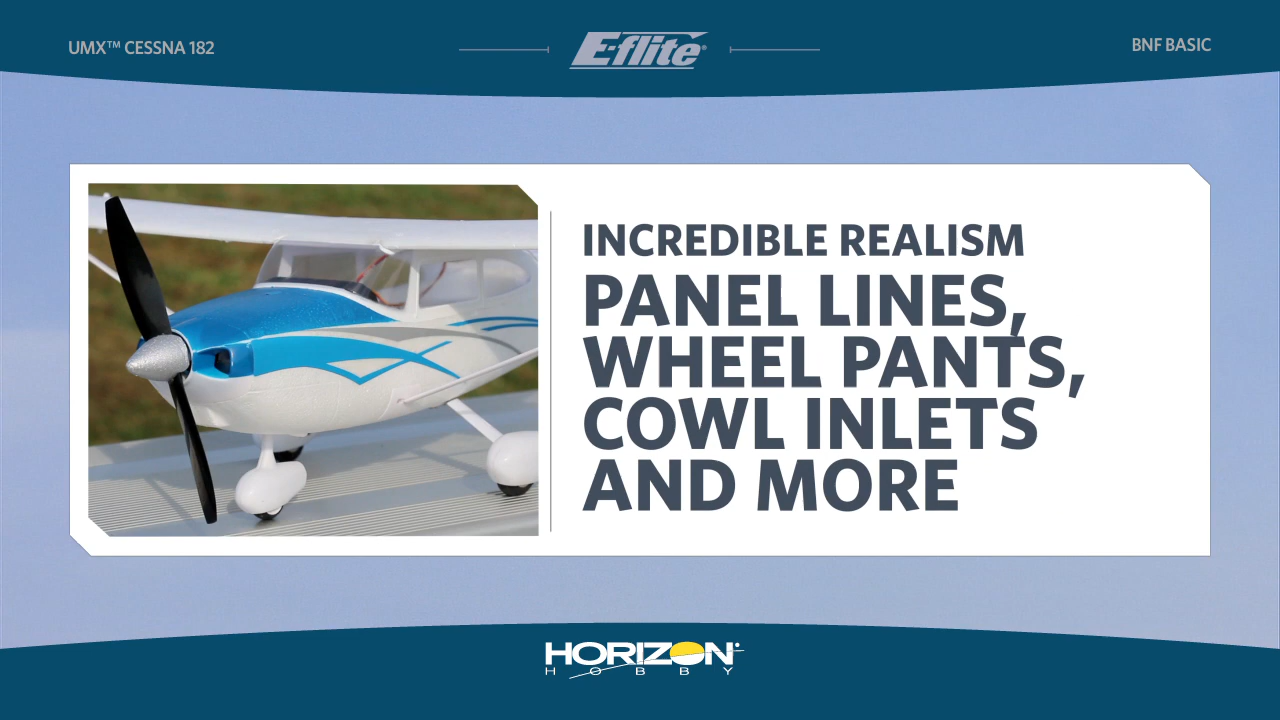 UMX™ CESSNA 182
E-flite®
BNF BASIC
INCREDIBLE REALISM
PANEL LINES,
WHEEL PANTS,
COWL INLETS
AND MORE
HORIZON®
HOBBY